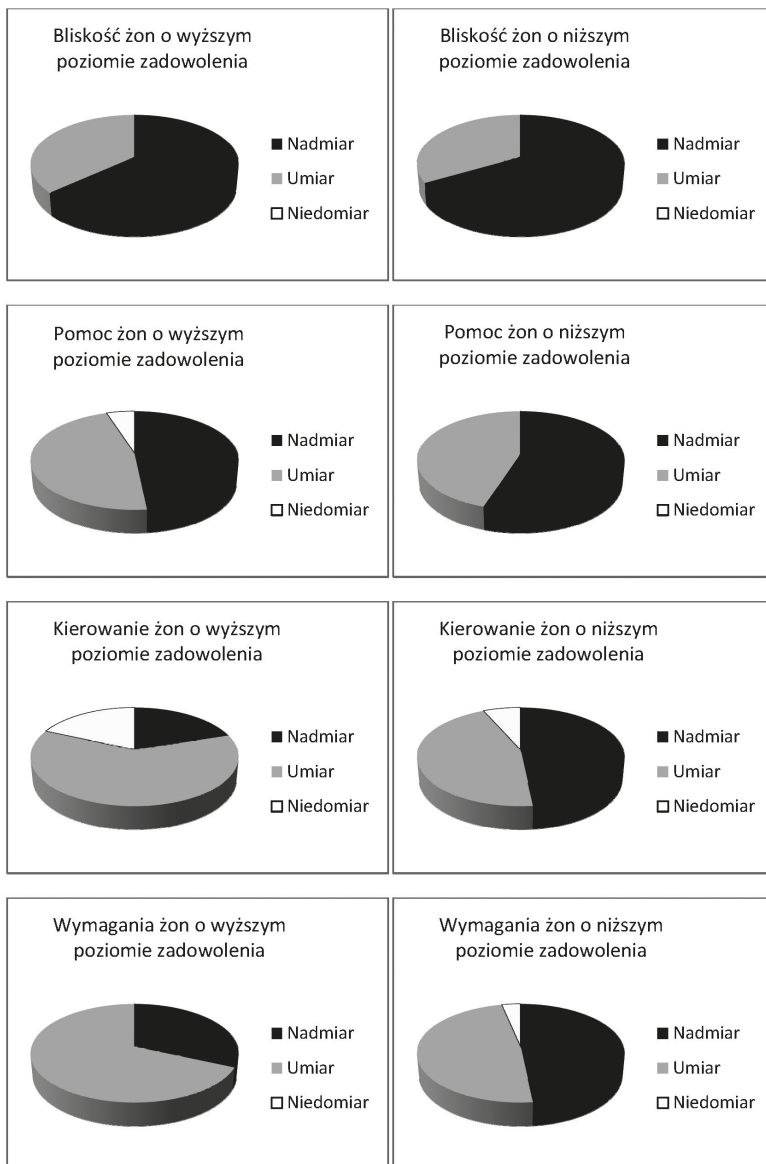 Bliskość żon o wyższym
poziomie zadowolenia
Nadmiar
Umiar
Niedomiar
Bliskość żon o niższym
poziomie zadowolenia
Nadmiar
Umiar
Niedomiar
Pomoc żon o wyższym
poziomie zadowolenia
Nadmiar
Umiar
Niedomiar
Pomoc żon o niższym
poziomie zadowolenia
Nadmiar
Umiar
Niedomiar
Kierowanie żon o wyższym
poziomie zadowolenia
Nadmiar
Umiar
Niedomiar
Kierowanie żon o niższym
poziomie zadowolenia
Nadmiar
Umiar
Niedomiar
Wymagania żon o wyższym
poziomie zadowolenia
Nadmiar
Umiar
Niedomiar
Wymagania żon o niższym
poziomie zadowolenia
Nadmiar
Umiar
Niedomiar